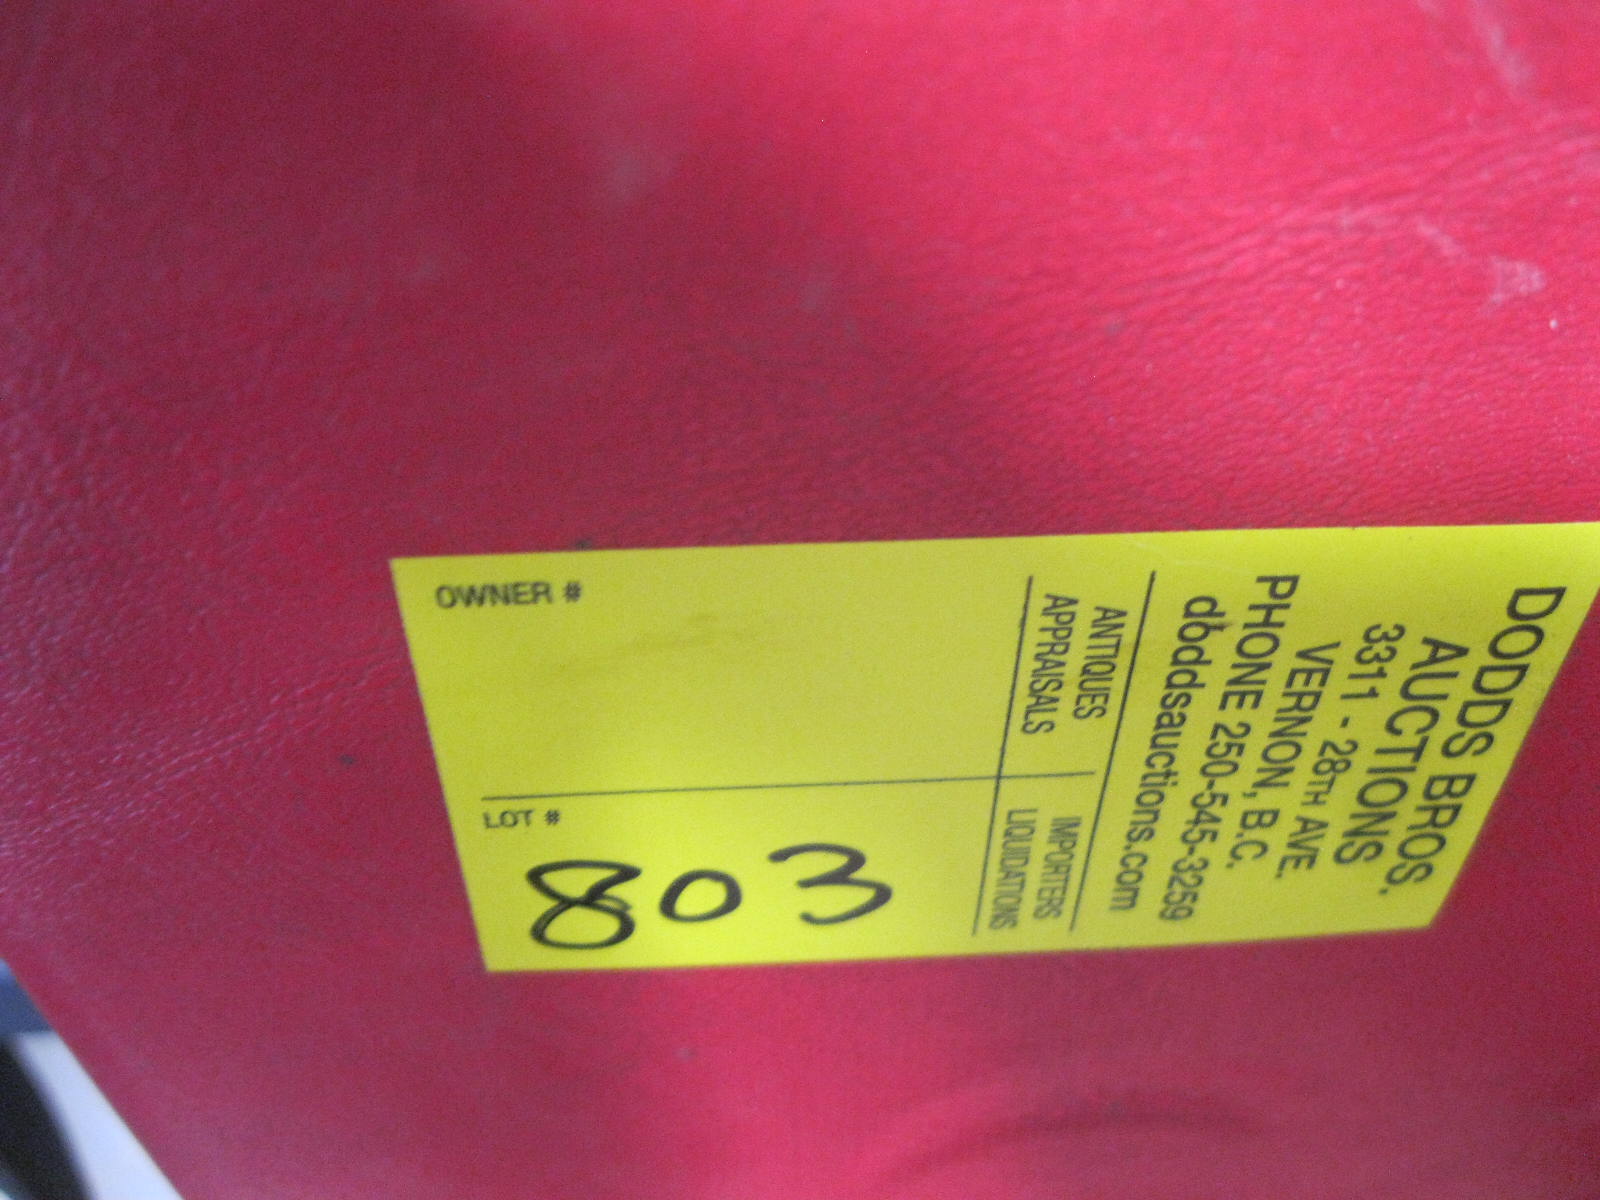 DODDS BROS.
AUCTIONS
3311 - 28TH AVE.
VERNON, B.C.
PHONE 250-545-3259
dbddsauctions.com
ANTIQUES
APPRAISALS
IMPORTERS
LIQUIDATIONS
OWNER #
LOT #
803